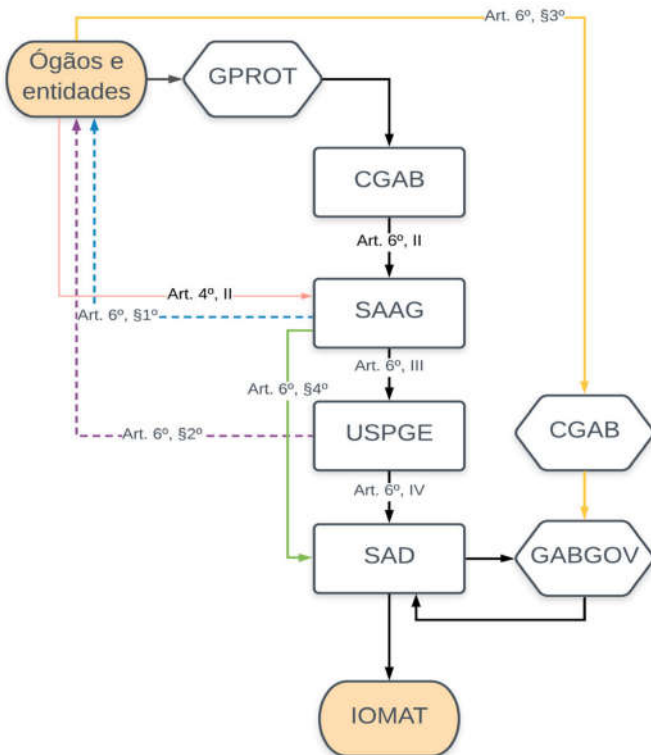 Art. 6º, §3º
Ógãos e
entidades
GPROT
CGAB
Art. 6º, II
Art. 4º, II
SAAG
Art. 6º, §1º
Art. 6º, III
Art. 6º, §4º
USPGE
CGAB
Art. 6º, §2º
Art. 6º, IV
SAD
GABGOV
IOMAT